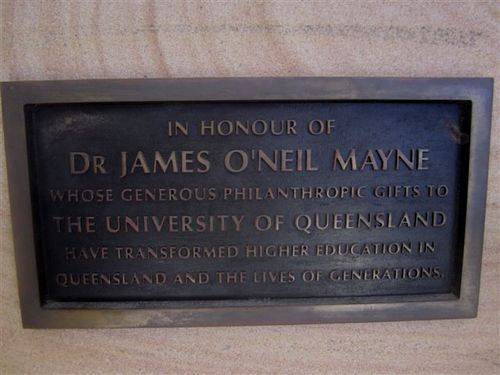 IN HONOUR OF
DR JAMES O'NEIL MAYNE
WHOSE GENEROUS PHILANTHROPIC GIFTS TO
THE UNIVERSITY OF QUEENSLAND
HAVE TRANSFORMED HIGHER EDUCATION IN
QUEENSLAND AND THE LIVES OF GENERATIONS.